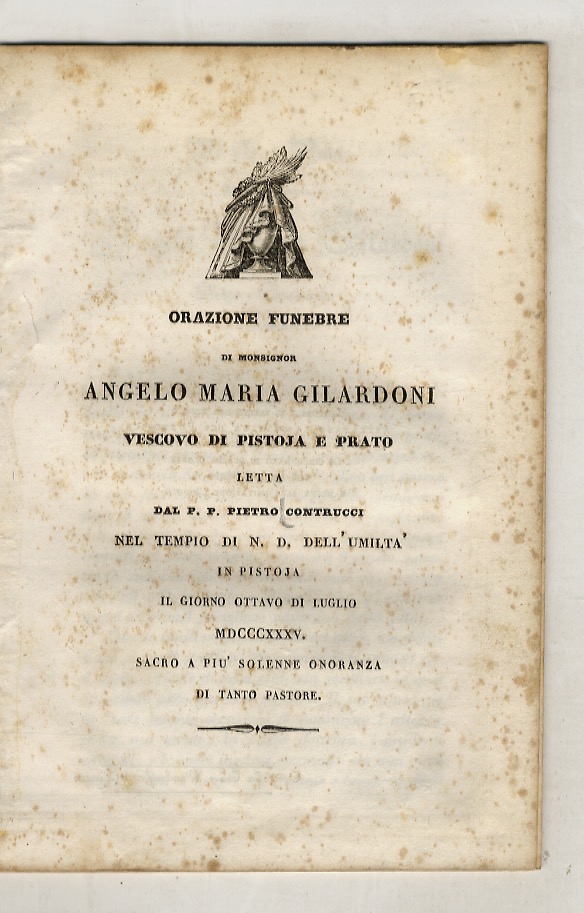 ORAZIONE FUNEBRE
DI MONSIGNOR
ANGELO MARIA GILARDONI
VESCOVO DI PISTOJA E PRATO
LETTA
DAL P. P. PIETRO CONTRUCCI
NEL TEMPIO DI N. D. DELL'UMILTA'
IN PISTOJA
IL GIORNO OTTAVO DI LUGLIO
MDCCCXXXV.
SACRO A PIU' SOLENNE ONORANZA
DI TANTO PASTORE.